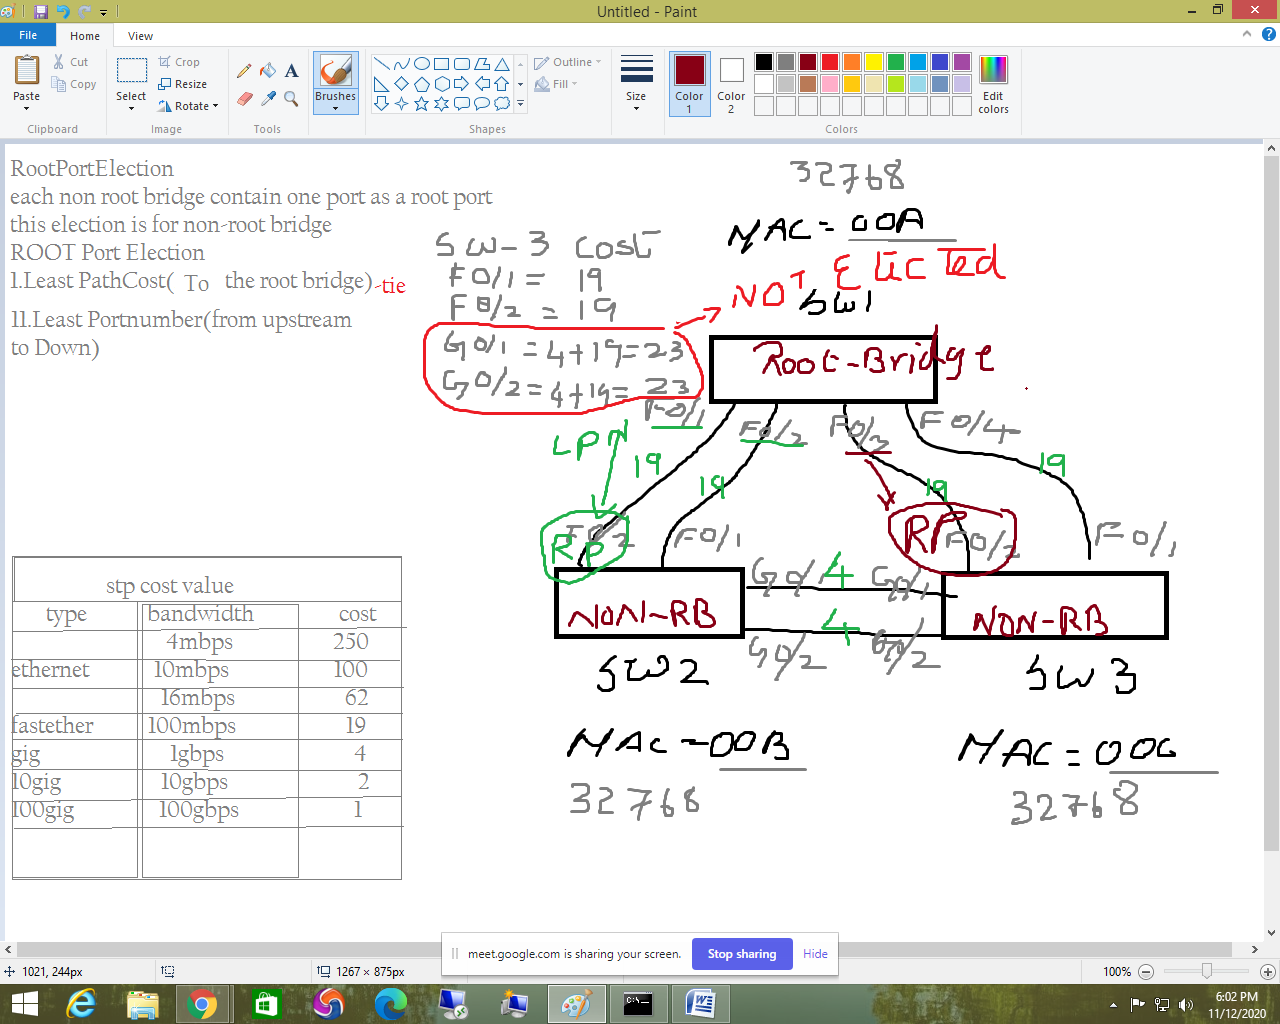 Untitled - Paint
File
Home
View
Paste
Cut
Copy
Clipboard
Select
Crop
Resize
Rotate
Image
Tools
Brushes
Shapes
Outline
Fill
Size
Color
1
Color
2
Edit
colors
Colors
RootPortElection
each non root bridge contain one port as a root port
this election is for non-root bridge
ROOT Port Election
I.Least PathCost( To the root bridge)-tie
II.Least Portnumber(from upstream
to Down)
SW-3 COST
F0/1 = 19
F0/2 = 19
G0/1 = 4+19=23
G0/2 = 4+19= 23
32768
MAC = 00A
NOT ElECTed
SW1
Root-Bridge
F0/1
F0/2
F0/3
F0/4
LPN
19
19
19
19
F0/2
RP
F0/1
RP
F0/2
F0/1
NON-RB
G0/1
4
G0/1
NON-RB
G0/2
4
G0/2
SW2
SW3
MAC = 00B
MAC = 00C
32768
32768
stp cost value
type bandwidth cost
4mbps 250
ethernet 10mbps 100
16mbps 62
fastether 100mbps 19
gig 1gbps 4
10gig 10gbps 2
100gig 100gbps 1
meet.google.com is sharing your screen.
Stop sharing
Hide
1021, 244px
1267 × 875px
100%
6:02 PM
11/12/2020